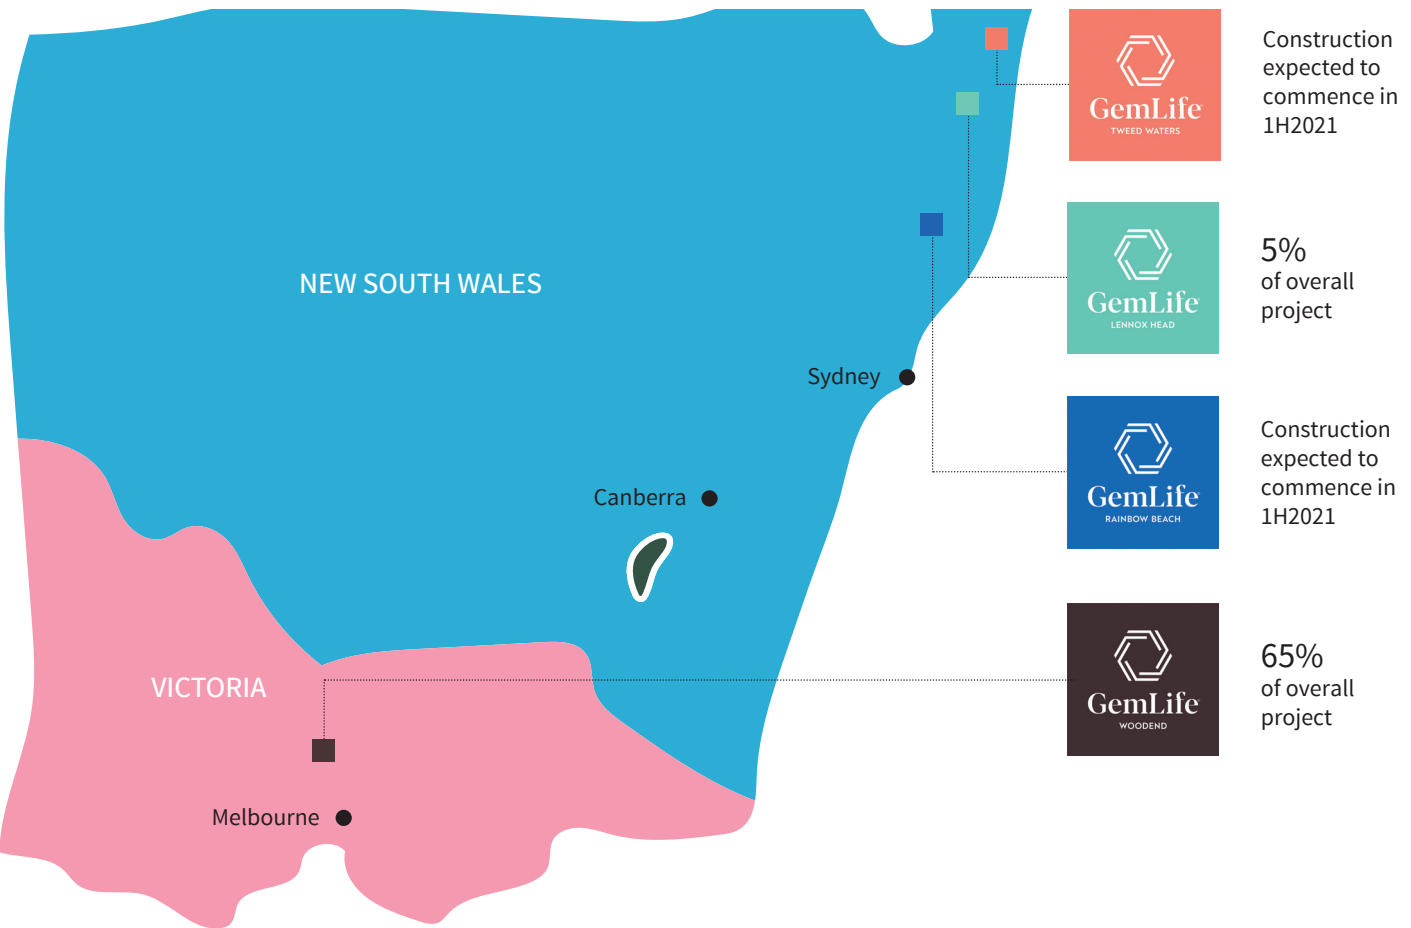 NEW SOUTH WALES
Sydney
Canberra
VICTORIA
Melbourne
GemLife
TWEED WATERS
Construction
expected to
commence in
1H2021
GemLife
LENNOX HEAD
5%
of overall
project
GemLife
RAINBOW BEACH
Construction
expected to
commence in
1H2021
GemLife
WOODEND
65%
of overall
project